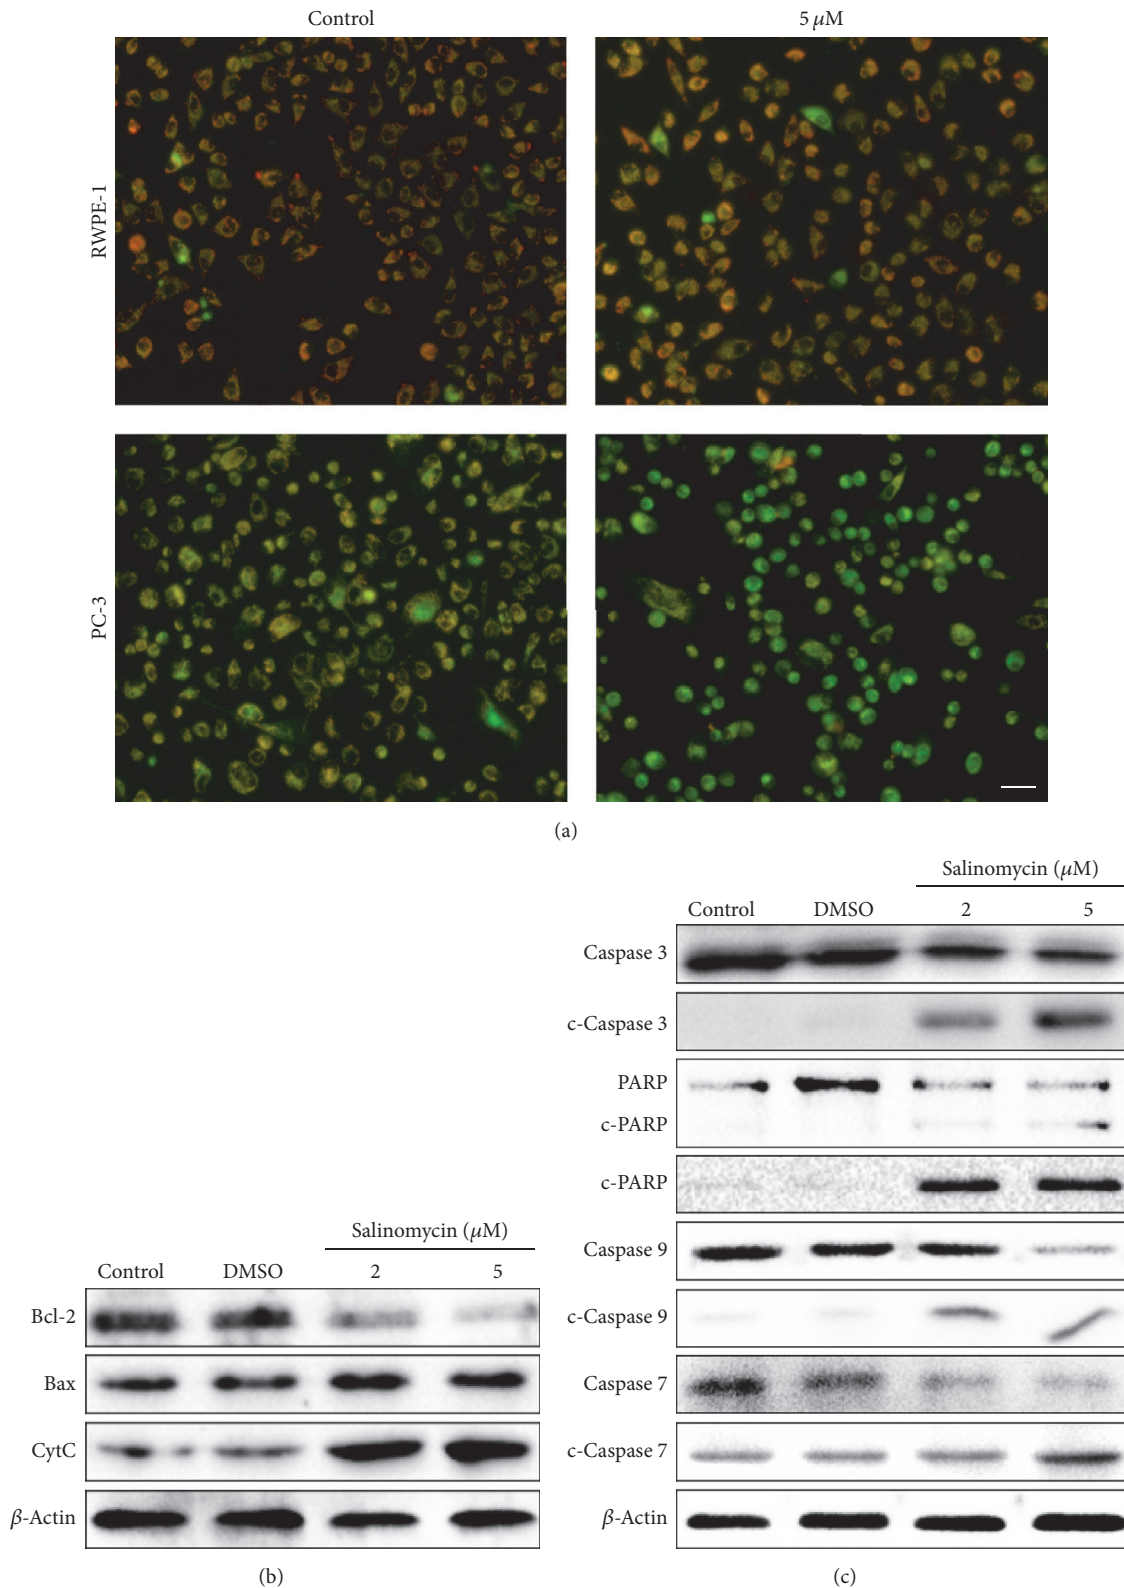 Control 5 μM
RWPE-1
PC-3
(a)
Salinomycin (μM)
Control DMSO 2 5
Caspase 3
c-Caspase 3
PARP
c-PARP
c-PARP
Caspase 9
c-Caspase 9
Caspase 7
c-Caspase 7
β-Actin
(c)
Salinomycin (μM)
Control DMSO 2 5
Bcl-2
Bax
CytC
β-Actin
(b)